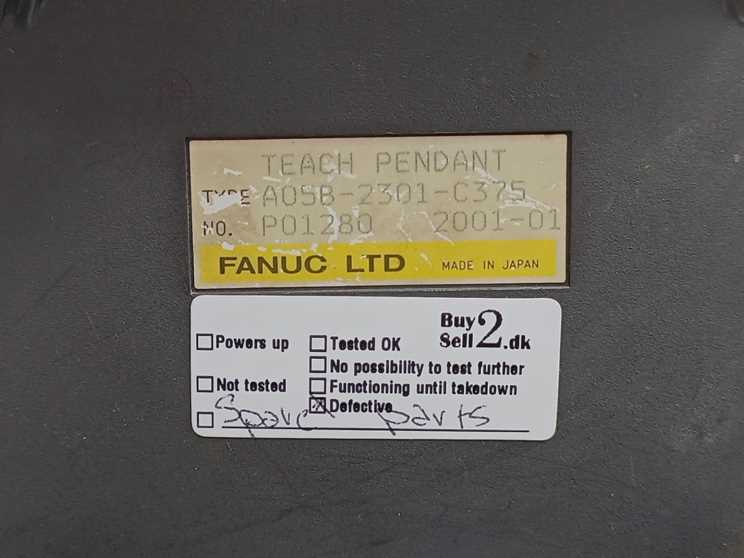 TEACH PENDANT
TYPE A05B-2301-C375
NO. P01280 2001-01
FANUC LTD MADE IN JAPAN
Buy 2 Sell .dk
Powers up Tested OK
No possibility to test further
Not tested Functioning until takedown
Defective
Spare parts